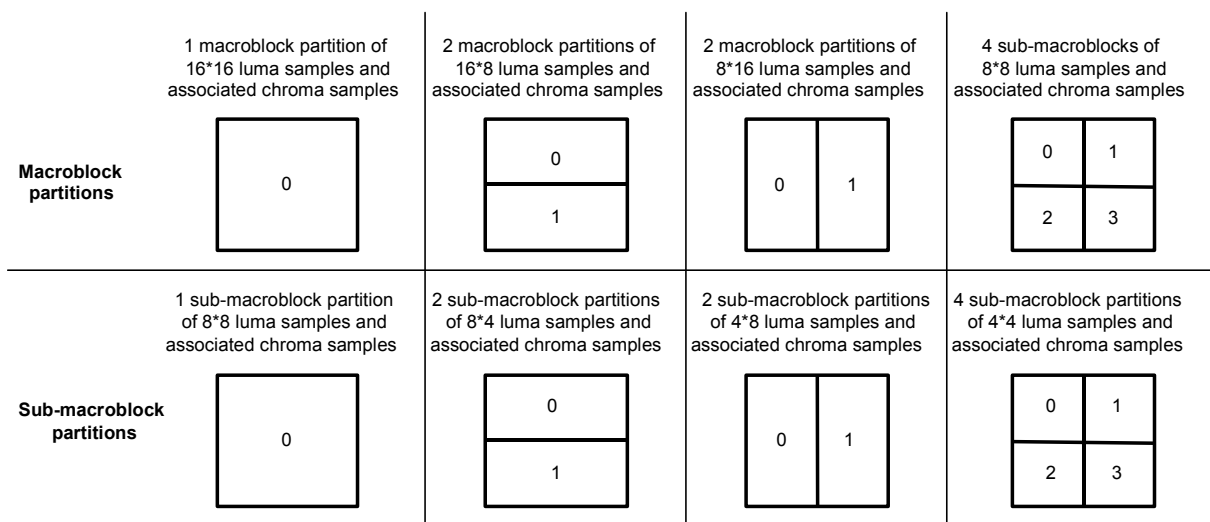 1 macroblock partition of
16*16 luma samples and
associated chroma samples
2 macroblock partitions of
16*8 luma samples and
associated chroma samples
2 macroblock partitions of
8*16 luma samples and
associated chroma samples
4 sub-macroblocks of
8*8 luma samples and
associated chroma samples
Macroblock
partitions
0
0
1
0 1
0 1
2 3
1 sub-macroblock partition
of 8*8 luma samples and
associated chroma samples
2 sub-macroblock partitions
of 8*4 luma samples and
associated chroma samples
2 sub-macroblock partitions
of 4*8 luma samples and
associated chroma samples
4 sub-macroblock partitions
of 4*4 luma samples and
associated chroma samples
Sub-macroblock
partitions
0
0
1
0 1
0 1
2 3